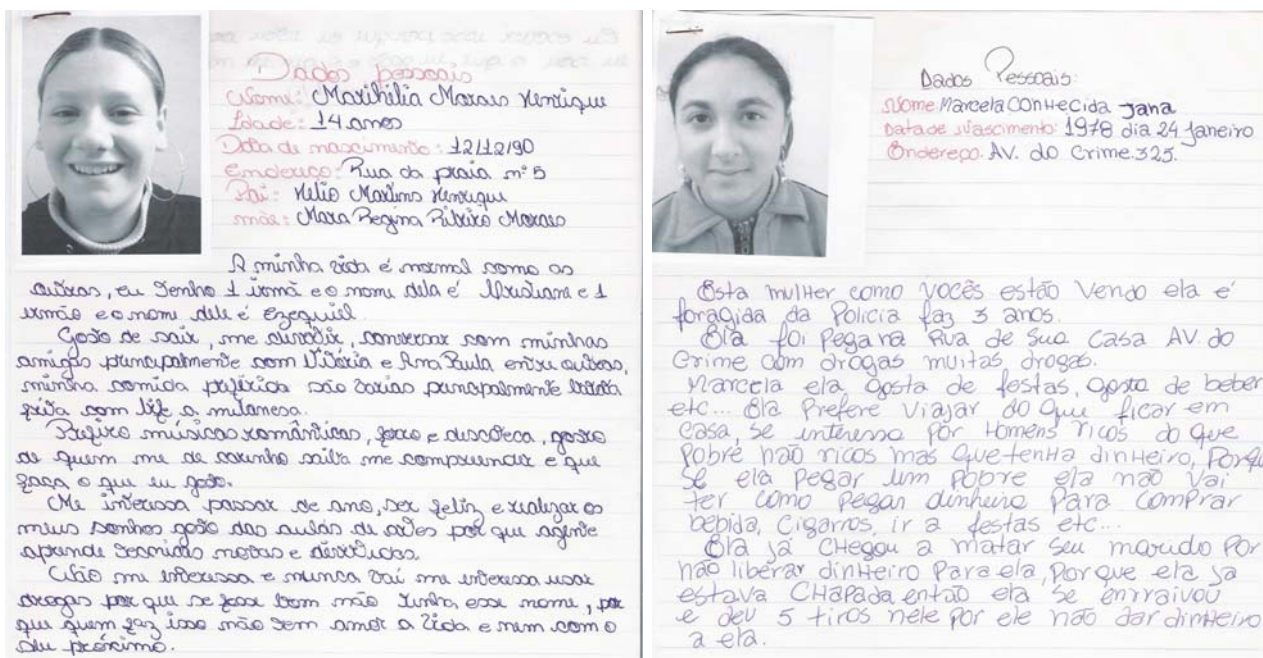 Dados pessoais
Nome: Marihilia Moraes Henrique
Idade: 14 anos
Data de nascimento: 12/12/90
Endereço: Rua da praia nº 5
Pai: Helio Martins Henrique
mãe: Mara Regina Ribeiro Moraes
A minha vida é normal como as
outras, eu tenho 1 irmã e o nome dela é e 1
irmão e o nome dele é Ezequiel.
Gosto de sair, me divertir, conversar com minhas
amigas principalmente com Vitória e Ana Paula entre outras,
minha comida preferida são varias principalmente batata
frita com bife a milanesa.
Prefiro músicas românticas, forro e discoteca, gosto
de quem me de carinho saiba me compreender e que
faça o que eu gosto.
Me interessa passar de ano, ser feliz e realizar os
meus sonhos gosto das aulas de artes por que agente
aprende tecnicas novas e divertidas.
Não me interessa e nunca vai me interessa usar
drogas por que se fosse bom não tinha esse nome, por
que quem faz isso não tem amor a vida e nem com o
seu próximo.
Dados Pessoais:
Nome: Marcela CONHecida Jana
Data de Nascimento: 1978 dia 24 Janeiro
Endereço. AV. do Crime. 325.
Esta mulHer como vocês estão vendo ela é
foragida da Policia faz 3 anos.
Ela foi Pega na Rua de Sua Casa AV. do
Crime com drogas muitas drogas.
Marcela ela gosta de festas, gosta de beber
etc... Ela Prefere viajar do que ficar em
casa, se interessa por Homens ricos do que
Pobre não ricos mas que tenHa dinHeiro, Porque
se ela pegar um pobre ela não vai
ter como pegar dinheiro para comprar
bebida, Cigarros, ir a festas etc...
Ela já CHegou a matar seu marido Por
não liberar dinHeiro Para ela, Por que ela ja
estava CHapada então ela se enrraivou
e deu 5 tiros nele por ele não dar dinHeiro
a ela.